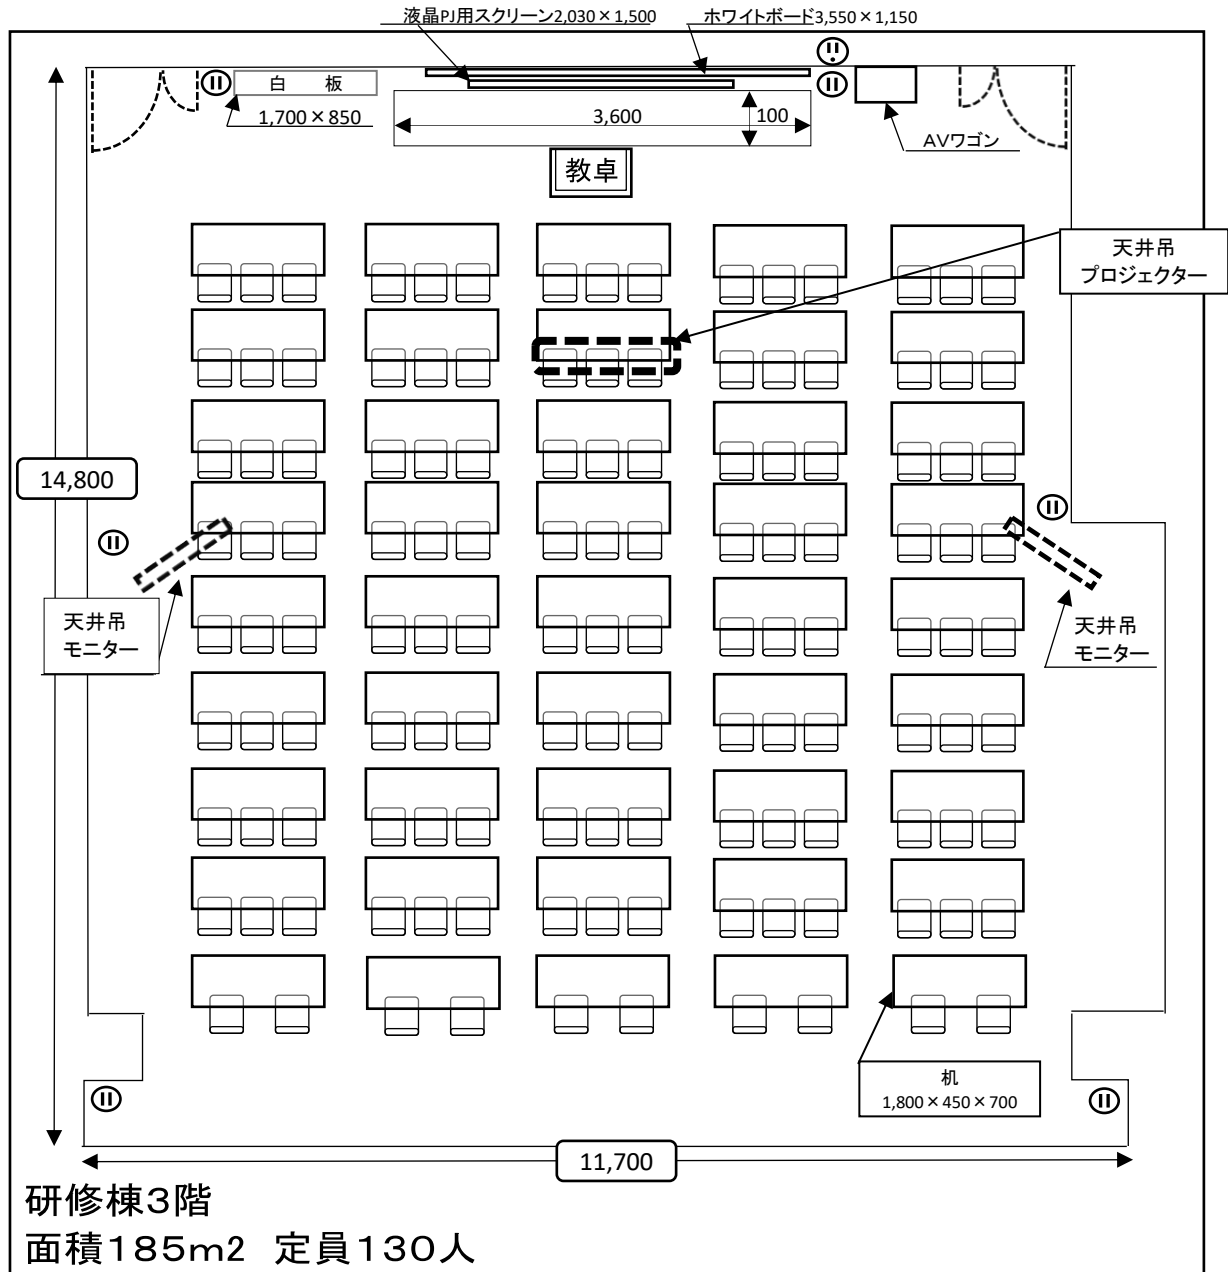 液晶PJ用スクリーン2,030×1,500
ホワイトボード3,550×1,150
白　板
1,700×850
3,600
100
AVワゴン
教卓
天井吊
プロジェクター
14,800
天井吊
モニター
天井吊
モニター
机
1,800×450×700
11,700
研修棟3階
面積185m2 定員130人